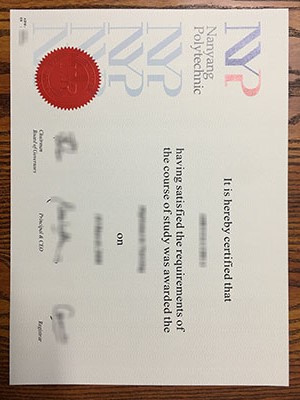 NYP
Nanyang
Polytechnic
It is hereby certified that
having satisfied the requirements of
the course of study was awarded the
on
Chairman
Board of Governors
Principal & CEO
Registrar